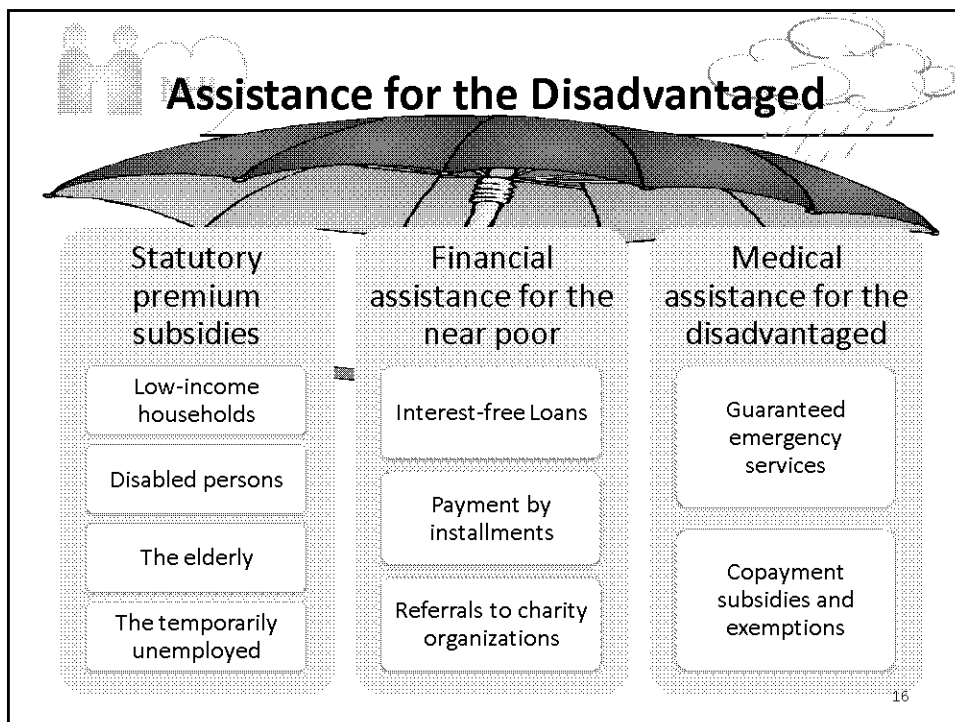 Assistance for the Disadvantaged
Statutory
premium
subsidies
Low-income
households
Disabled persons
The elderly
The temporarily
unemployed
Financial
assistance for the
near poor
Interest-free Loans
Payment by
installments
Referrals to charity
organizations
Medical
assistance for the
disadvantaged
Guaranteed
emergency
services
Copayment
subsidies and
exemptions
16